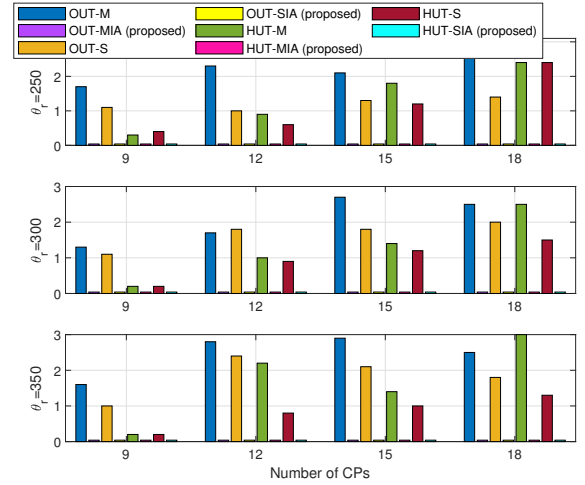 OUT-M OUT-SIA (proposed) HUT-S
OUT-MIA (proposed) HUT-M HUT-SIA (proposed)
OUT-S HUT-MIA (proposed)
θr=250
2
1
0
9 12 15 18
θr=300
3
2
1
0
9 12 15 18
θr=350
3
2
1
0
9 12 15 18
Number of CPs